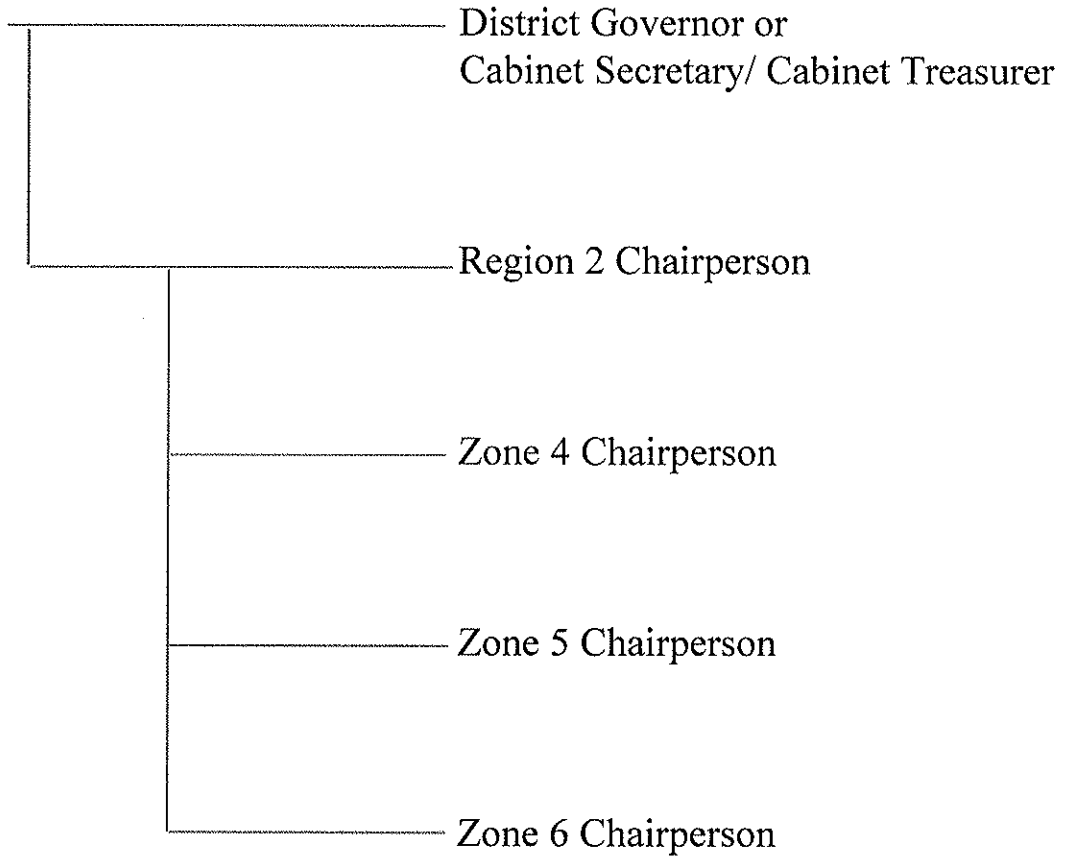 District Governor or
Cabinet Secretary/ Cabinet Treasurer
Region 2 Chairperson
Zone 4 Chairperson
Zone 5 Chairperson
Zone 6 Chairperson